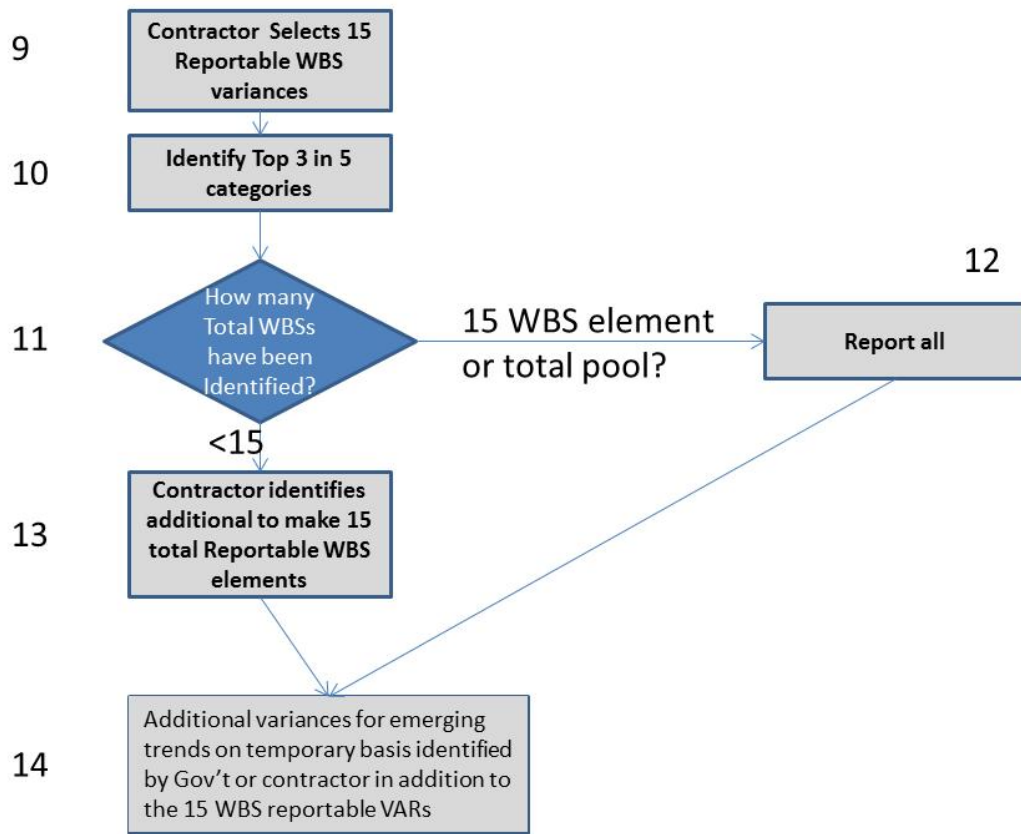 9
Contractor Selects 15
Reportable WBS
variances
10
Identify Top 3 in 5
categories
11
How many
Total WBSs
have been
Identified?
15 WBS element
or total pool?
12
Report all
<15
13
Contractor identifies
additional to make 15
total Reportable WBS
elements
14
Additional variances for emerging
trends on temporary basis identified
by Gov't or contractor in addition to
the 15 WBS reportable VARs